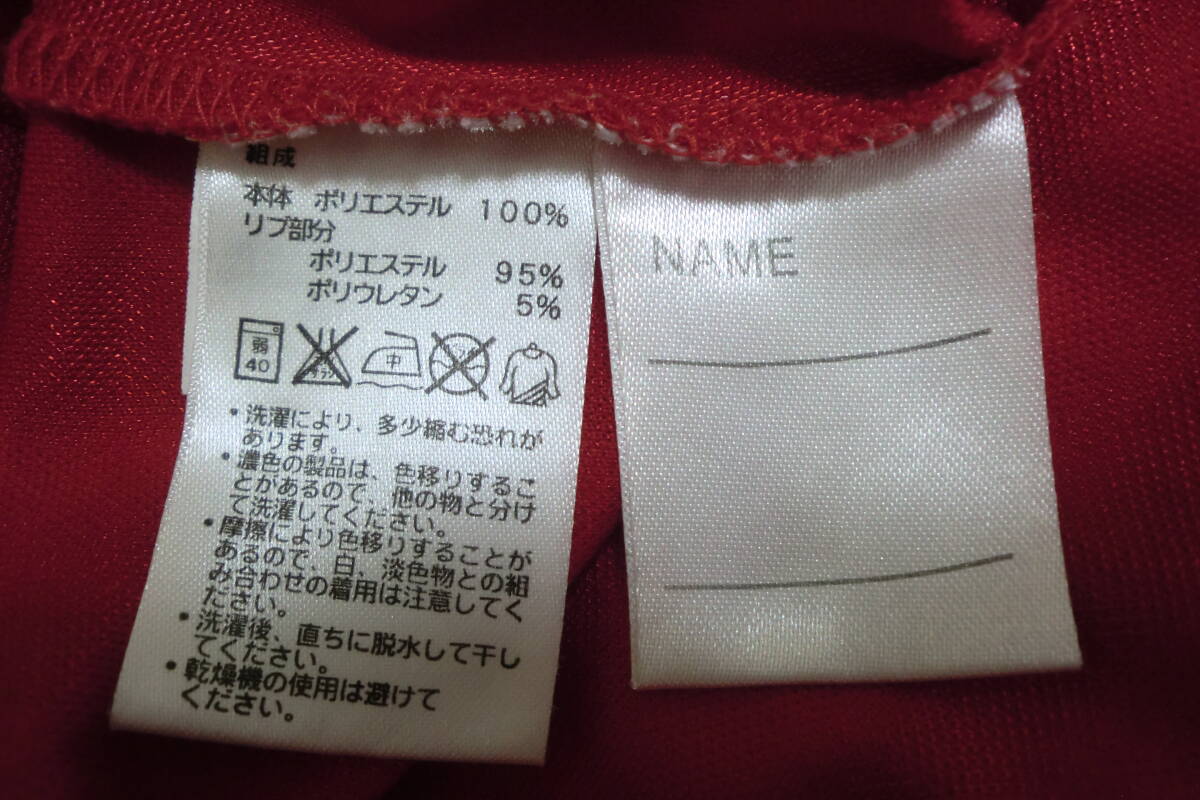 組成
本体 ポリエステル 100%
リブ部分
ポリエステル 95%
ポリウレタン 5%
弱
40
中
・洗濯により、多少縮む恐れが
あります。
・濃色の製品は、色移りするこ
とがあるので、他の物と分け
て洗濯してください。
・摩擦により色移りすることが
あるので、白、淡色物との組
み合わせの着用は注意してく
ださい。
・洗濯後、直ちに脱水して干し
てください。
・乾燥機の使用は避けて
ください。
NAME